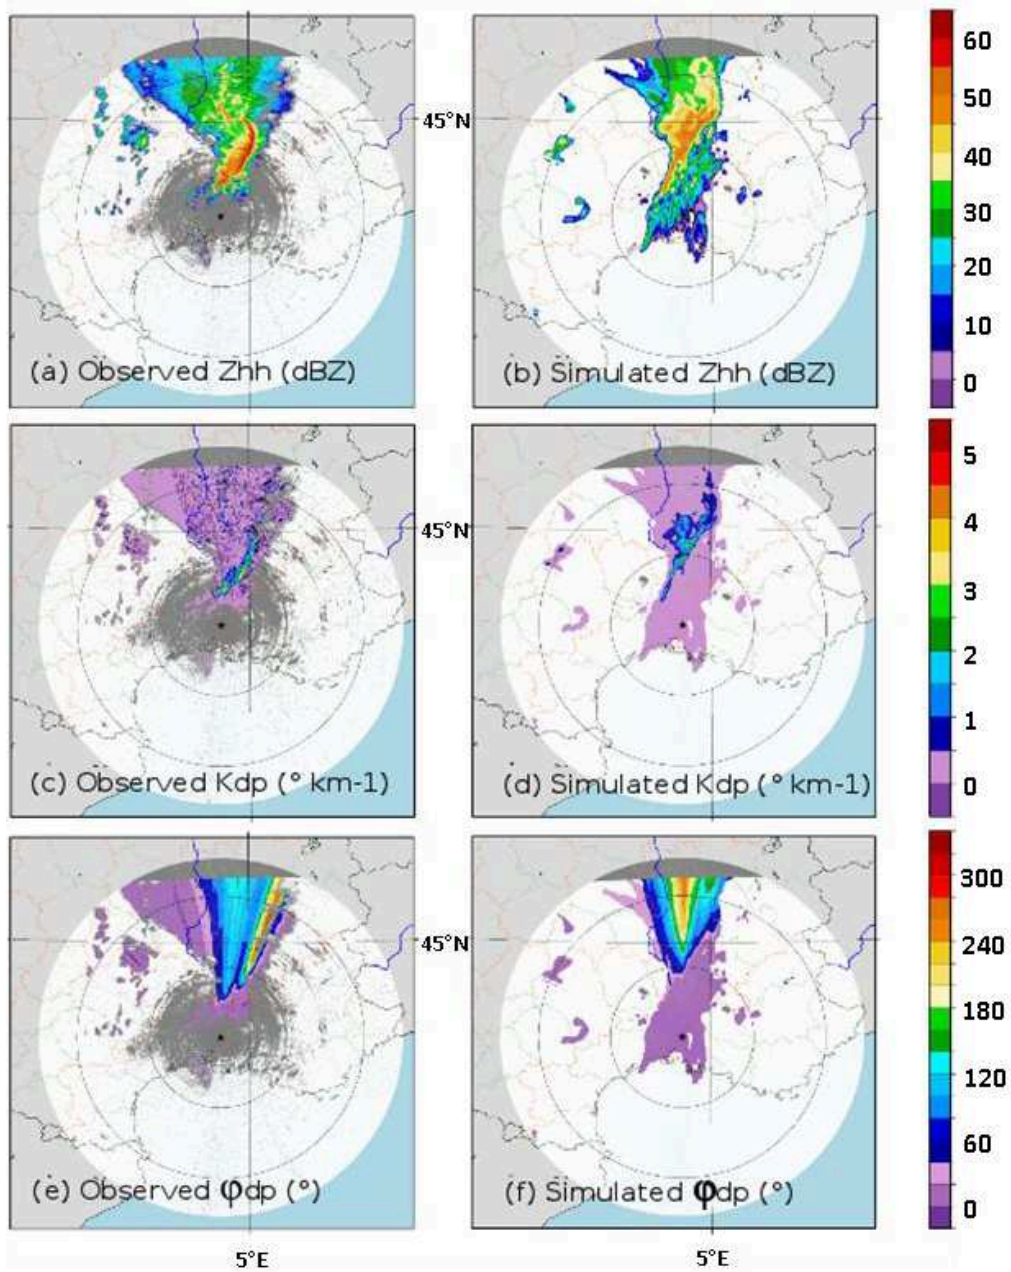 60
50
45°N
40
30
20
10
(a) Observed Zhh (dBZ)
(b) Simulated Zhh (dBZ)
0
5
45°N
4
3
2
1
(c) Observed Kdp (° km-1)
(d) Simulated Kdp (° km-1)
0
300
45°N
240
180
120
60
(e) Observed φdp (°)
(f) Simulated φdp (°)
0
5°E
5°E